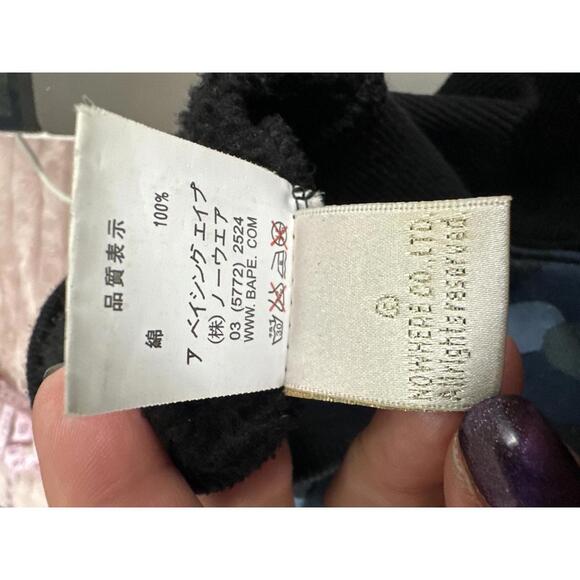 品質表示
綿 100%
ア ベイシング エイプ
(株) ノーウエア
03 (5772) 2524
WWW. BAPE. COM
©
NOWHERE CO., LTD.
All rights reserved